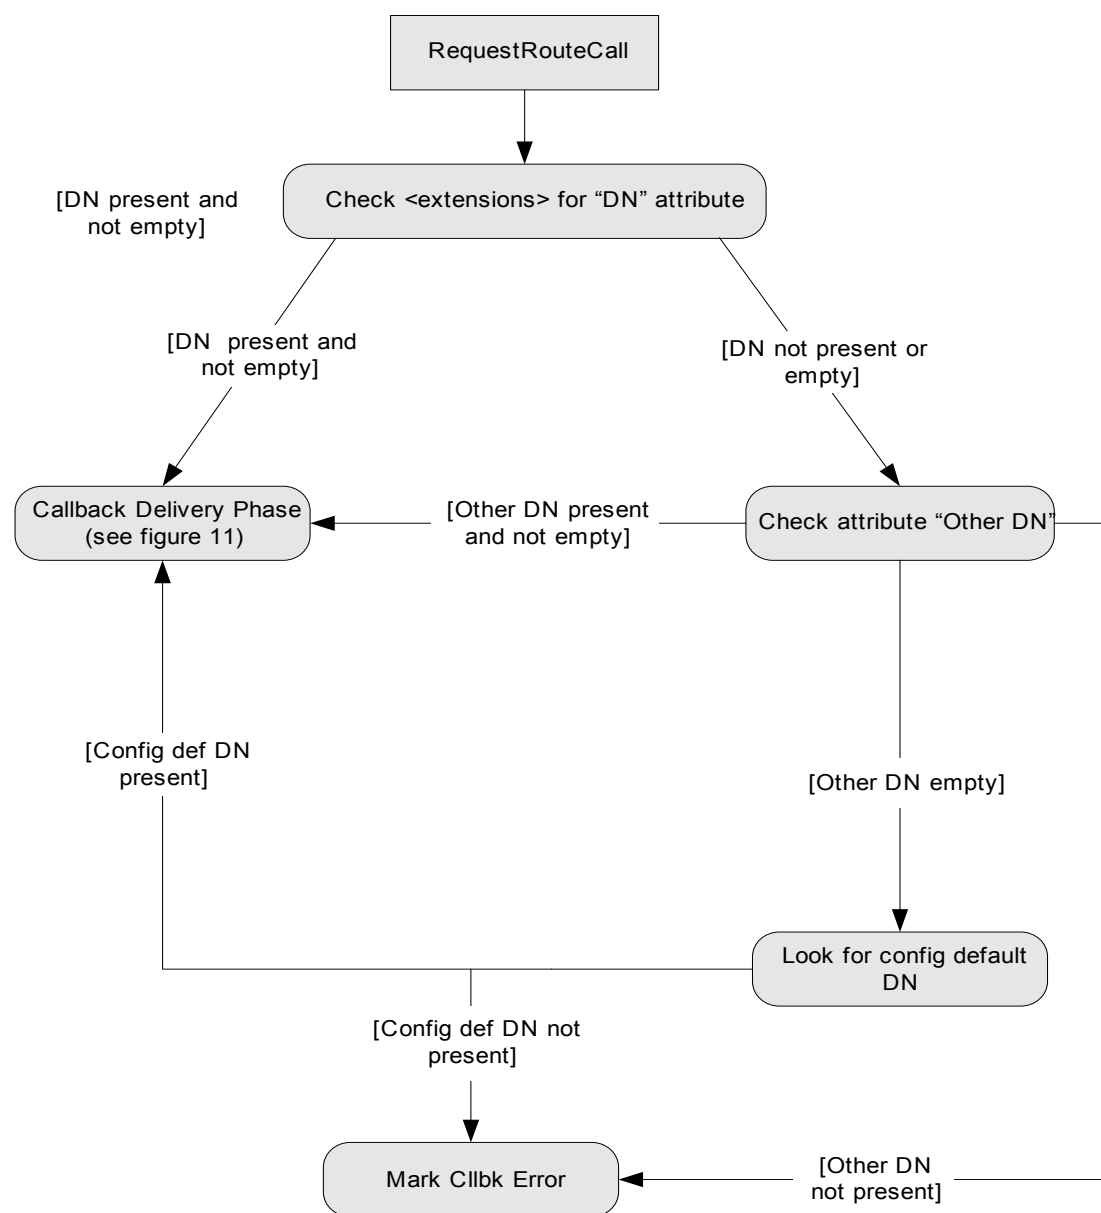 RequestRouteCall
Check <extensions> for “DN” attribute
[DN present and
not empty]
[DN  present and
not empty]
[DN not present or
empty]
Callback Delivery Phase
(see figure 11)
[Other DN present
and not empty]
Check attribute “Other DN”
[Config def DN
present]
[Other DN empty]
Look for config default
DN
[Config def DN not
present]
Mark Cllbk Error
[Other DN
not present]